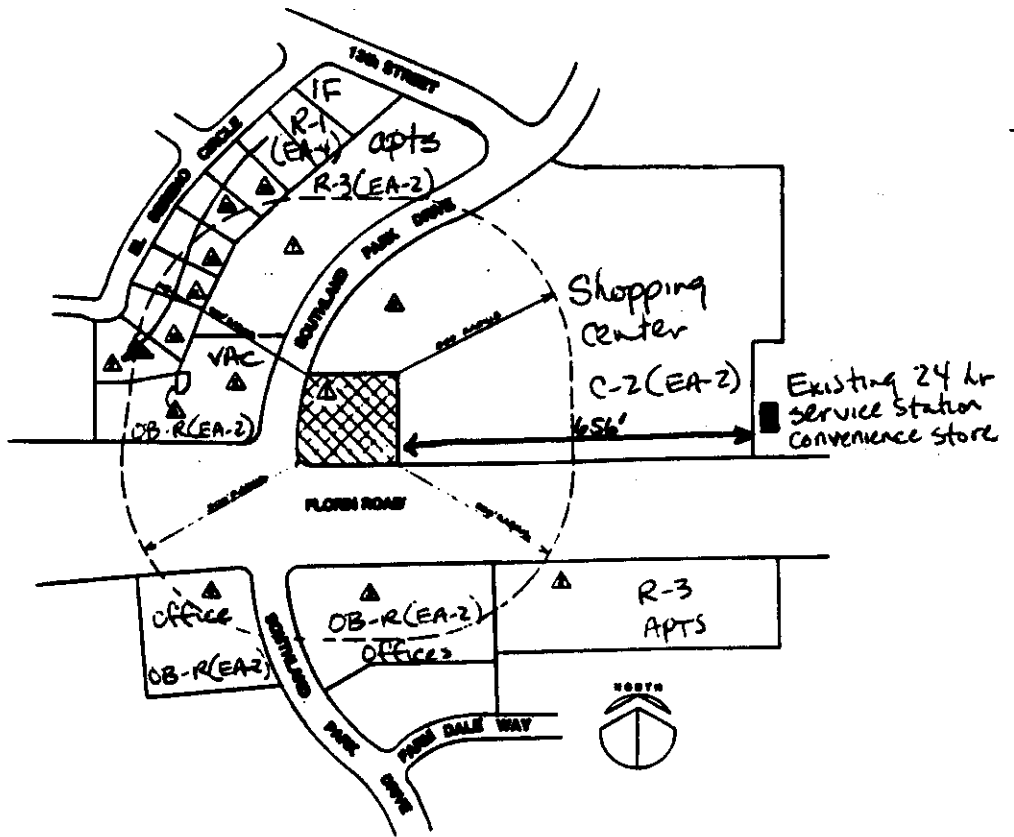 13th STREET
1F
R-1
(EA-4)
apts
R-3(EA-2)
EL CIRCLE
SOUTHLAND PARK DRIVE
Shopping
center
C-2(EA-2)
VAC
OB-R(EA-2)
656'
Existing 24 hr
service station
convenience store
FLORIN ROAD
office
OB-R(EA-2)
OB-R(EA-2)
offices
R-3
APTS
SOUTHLAND PARK DRIVE
FARM DALE WAY
NORTH